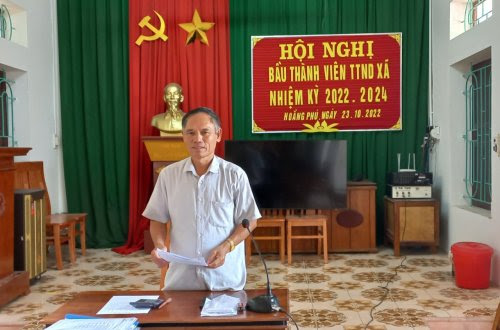 HỘI NGHỊ
BẦU THÀNH VIÊN TTND XÃ
NHIỆM KỲ 2022.2024
HOẰNG PHÚ, NGÀY 23.10.2022